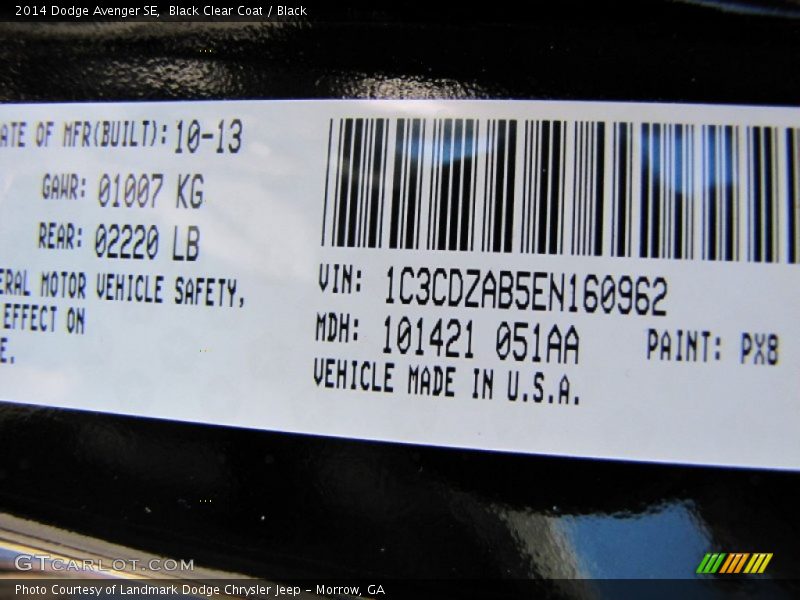 2014 Dodge Avenger SE, Black Clear Coat / Black
ATE OF MFR(BUILT): 10-13
GAWR: 01007 KG
REAR: 02220 LB
ERAL MOTOR VEHICLE SAFETY,
EFFECT ON
E.
VIN: 1C3CDZAB5EN160962
MDH: 101421 051AA PAINT: PX8
VEHICLE MADE IN U.S.A.
GTCARLOT.COM
Photo Courtesy of Landmark Dodge Chrysler Jeep - Morrow, GA